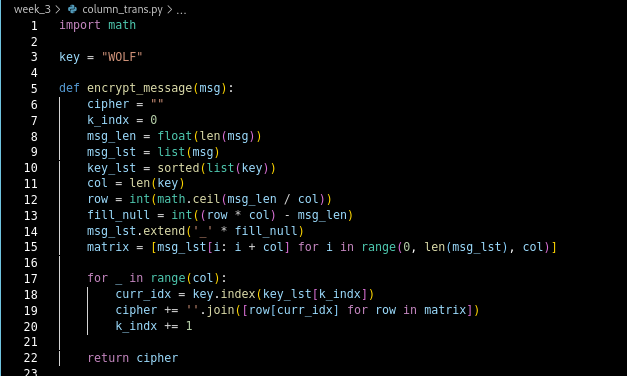 week_3 > column_trans.py > ...
1 import math
2
3 key = "WOLF"
4
5 def encrypt_message(msg):
6     cipher = ""
7     k_indx = 0
8     msg_len = float(len(msg))
9     msg_lst = list(msg)
10     key_lst = sorted(list(key))
11     col = len(key)
12     row = int(math.ceil(msg_len / col))
13     fill_null = int((row * col) - msg_len)
14     msg_lst.extend('_' * fill_null)
15     matrix = [msg_lst[i: i + col] for i in range(0, len(msg_lst), col)]
16
17     for _ in range(col):
18         curr_idx = key.index(key_lst[k_indx])
19         cipher += ''.join([row[curr_idx] for row in matrix])
20         k_indx += 1
21
22     return cipher
23